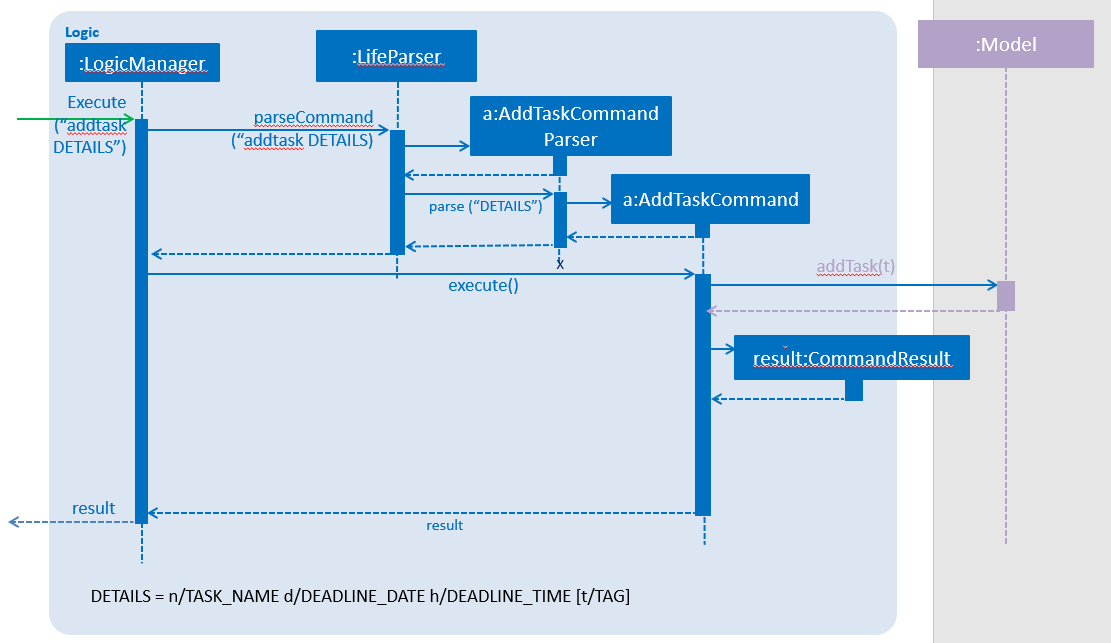 Logic
:LogicManager
:LifeParser
:Model
Execute
(“addtask
DETAILS”)
parseCommand
(“addtask DETAILS)
a:AddTaskCommand
Parser
parse (“DETAILS”)
a:AddTaskCommand
x
execute()
addTask(t)
result:CommandResult
result
result
DETAILS = n/TASK_NAME d/DEADLINE_DATE h/DEADLINE_TIME [t/TAG]